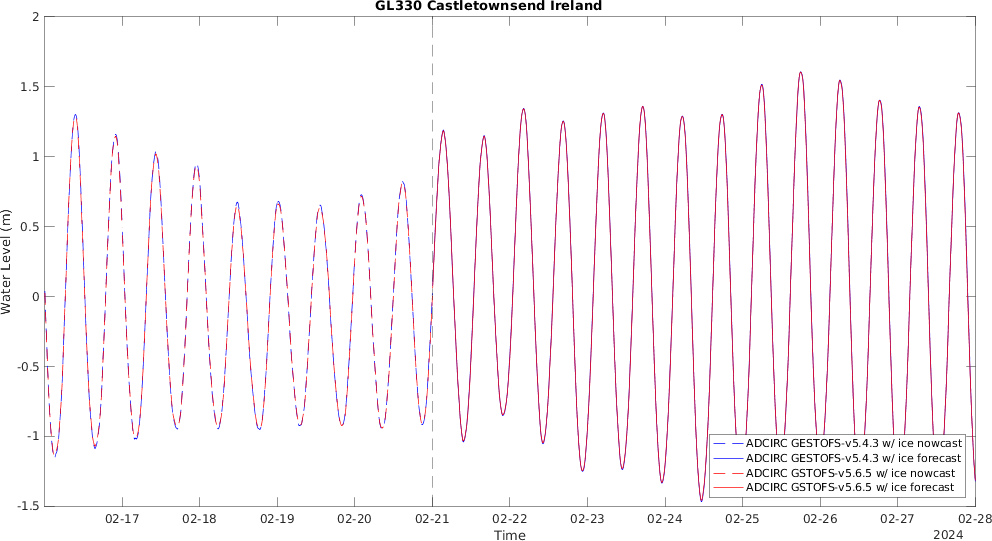 GL330 Castletownsend Ireland
2
1.5
1
0.5
0
-0.5
-1
-1.5
Water Level (m)
ADCIRC GESTOFS-v5.4.3 w/ ice nowcast
ADCIRC GESTOFS-v5.4.3 w/ ice forecast
ADCIRC GSTOFS-v5.6.5 w/ ice nowcast
ADCIRC GSTOFS-v5.6.5 w/ ice forecast
02-17 02-18 02-19 02-20 02-21 02-22 02-23 02-24 02-25 02-26 02-27 02-28
Time
2024